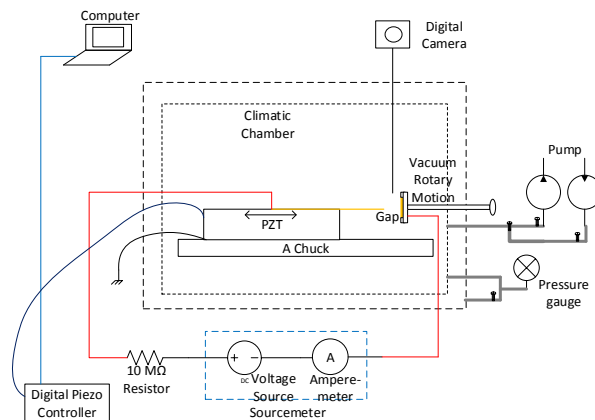 Computer
Digital
Camera
Climatic
Chamber
Vacuum
Rotary
Motion
Pump
Gap
PZT
A Chuck
Pressure
gauge
10 MΩ
Resistor
+ −
DC Voltage
Source
A
Ampere-
meter
Sourcemeter
Digital Piezo
Controller